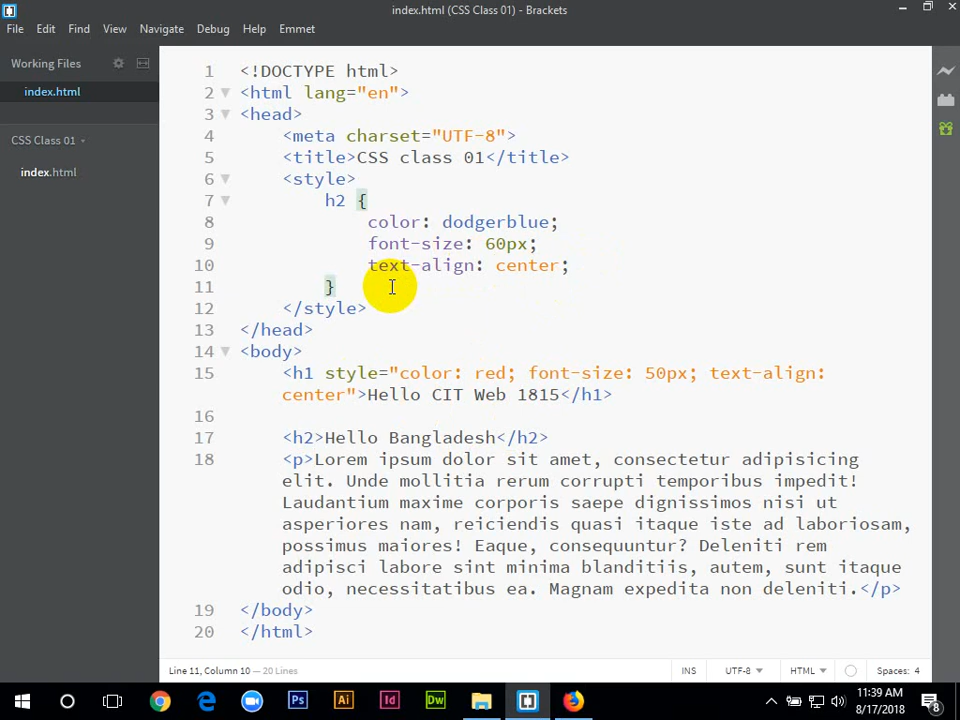 index.html (CSS Class 01) - Brackets
File Edit Find View Navigate Debug Help Emmet
Working Files
index.html
CSS Class 01
index.html
1 <!DOCTYPE html>
2 <html lang="en">
3 <head>
4 <meta charset="UTF-8">
5 <title>CSS class 01</title>
6 <style>
7 h2 {
8 color: dodgerblue;
9 font-size: 60px;
10 text-align: center;
11 }
12 </style>
13 </head>
14 <body>
15 <h1 style="color: red; font-size: 50px; text-align:
center">Hello CIT Web 1815</h1>
16
17 <h2>Hello Bangladesh</h2>
18 <p>Lorem ipsum dolor sit amet, consectetur adipisicing
elit. Unde mollitia rerum corrupti temporibus impedit!
Laudantium maxime corporis saepe dignissimos nisi ut
asperiores nam, reiciendis quasi itaque iste ad laboriosam,
possimus maiores! Eaque, consequuntur? Deleniti rem
adipisci labore sint minima blanditiis, autem, sunt itaque
odio, necessitatibus ea. Magnam expedita non deleniti.</p>
19 </body>
20 </html>
Line 11, Column 10 — 20 Lines
INS UTF-8 HTML Spaces: 4
Ps Ai Id Dw
11:39 AM
8/17/2018
8